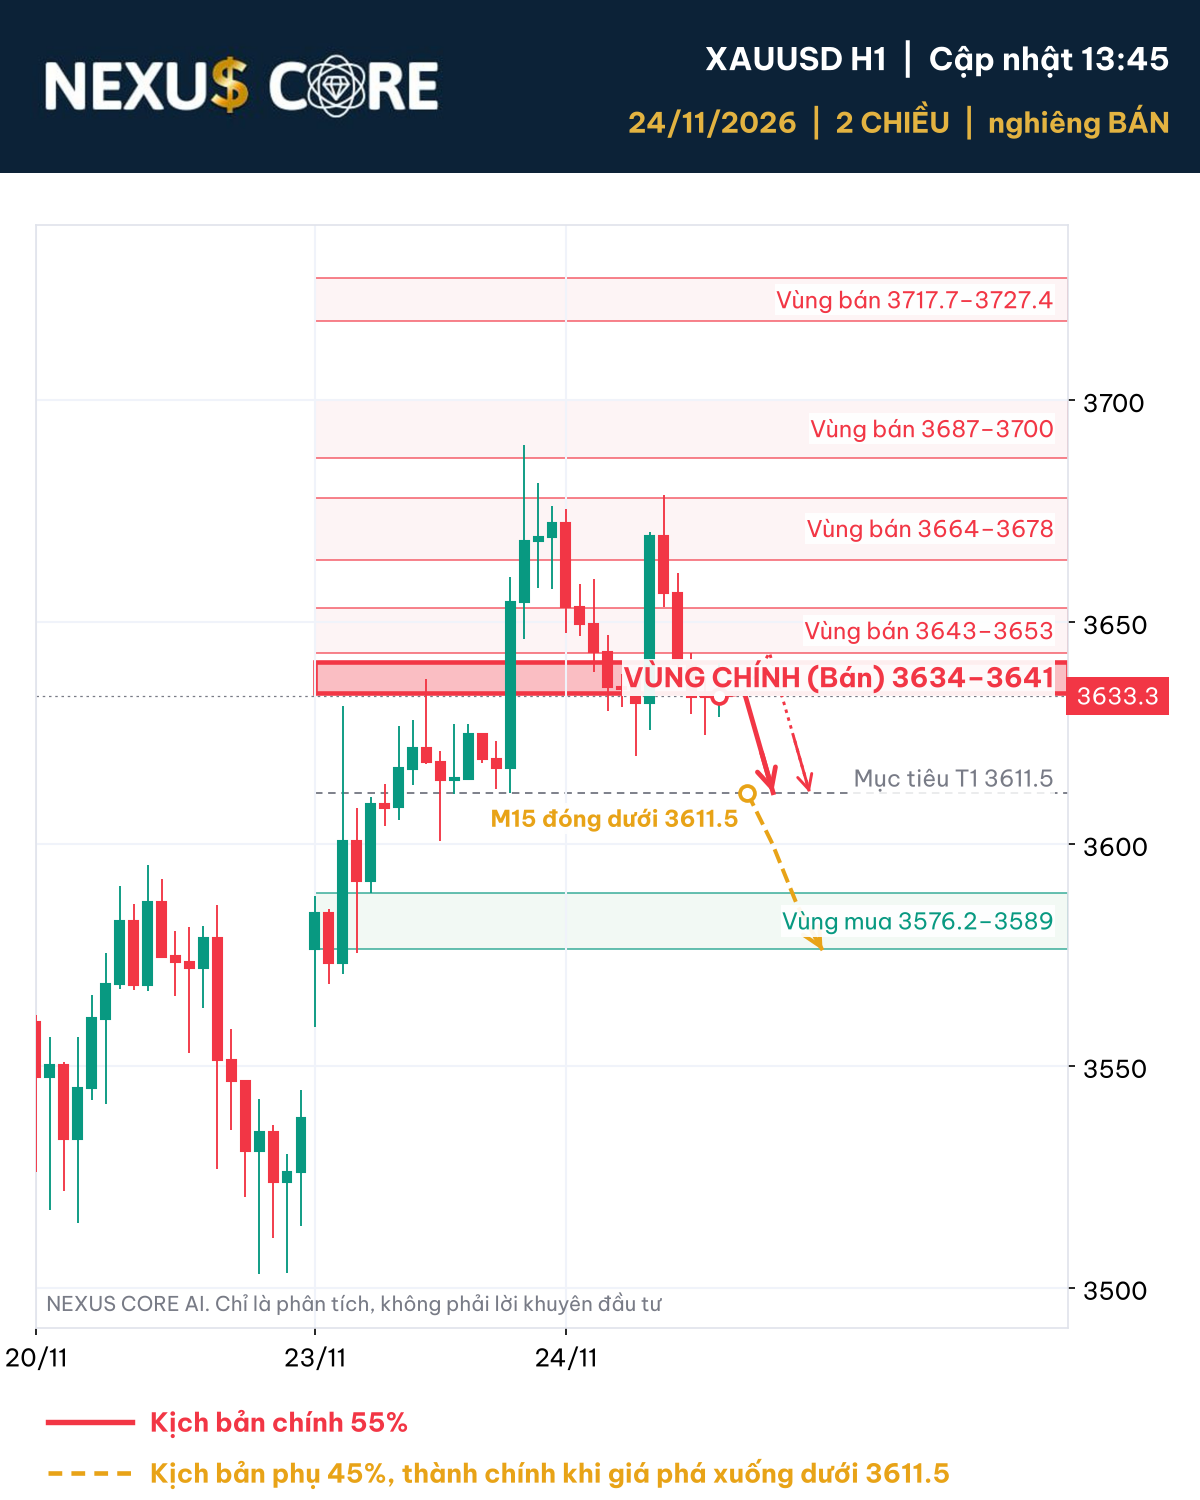 NEXU$ CORE
XAUUSD H1 | Cập nhật 13:45
24/11/2026 | 2 CHIỀU | nghiêng BÁN
Vùng bán 3717.7–3727.4
3700
Vùng bán 3687–3700
Vùng bán 3664–3678
3650
Vùng bán 3643–3653
VÙNG CHÍNH (Bán) 3634–3641
3633.3
Mục tiêu T1 3611.5
M15 đóng dưới 3611.5
3600
Vùng mua 3576.2–3589
3550
3500
NEXUS CORE AI. Chỉ là phân tích, không phải lời khuyên đầu tư
20/11 23/11 24/11
Kịch bản chính 55%
Kịch bản phụ 45%, thành chính khi giá phá xuống dưới 3611.5